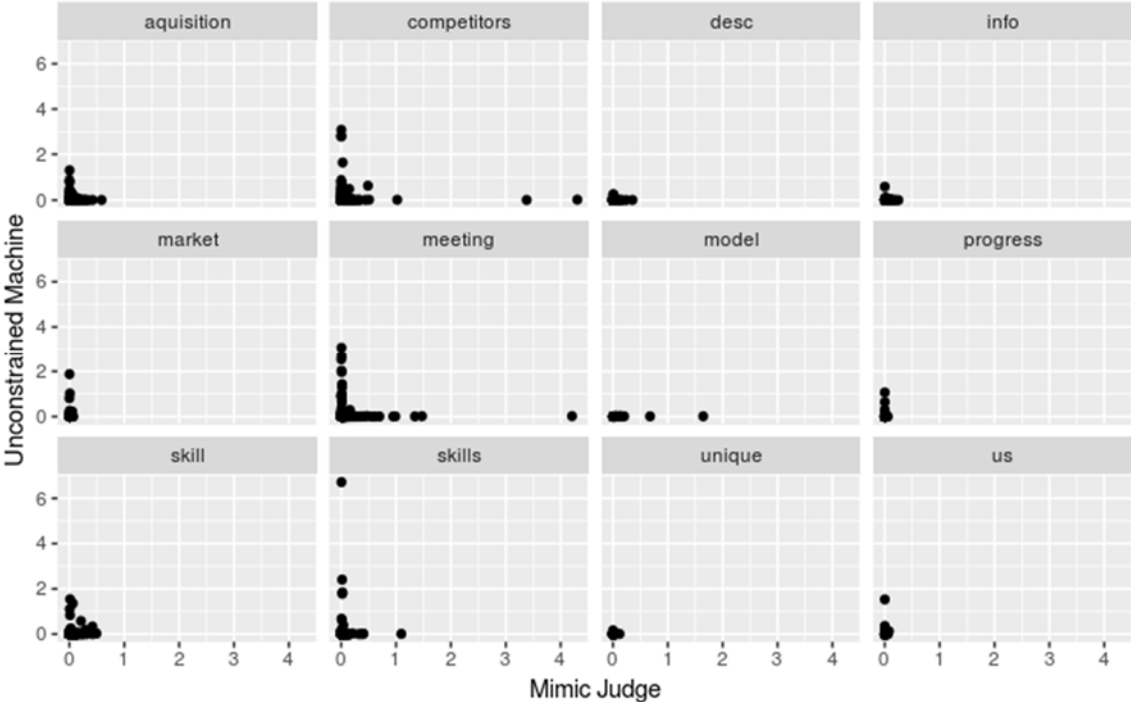 aquisition competitors desc info
6
4
2
0
market meeting model progress
6
4
2
0
skill skills unique us
6
4
2
0
0 1 2 3 4 0 1 2 3 4 0 1 2 3 4 0 1 2 3 4
Mimic Judge
Unconstrained Machine